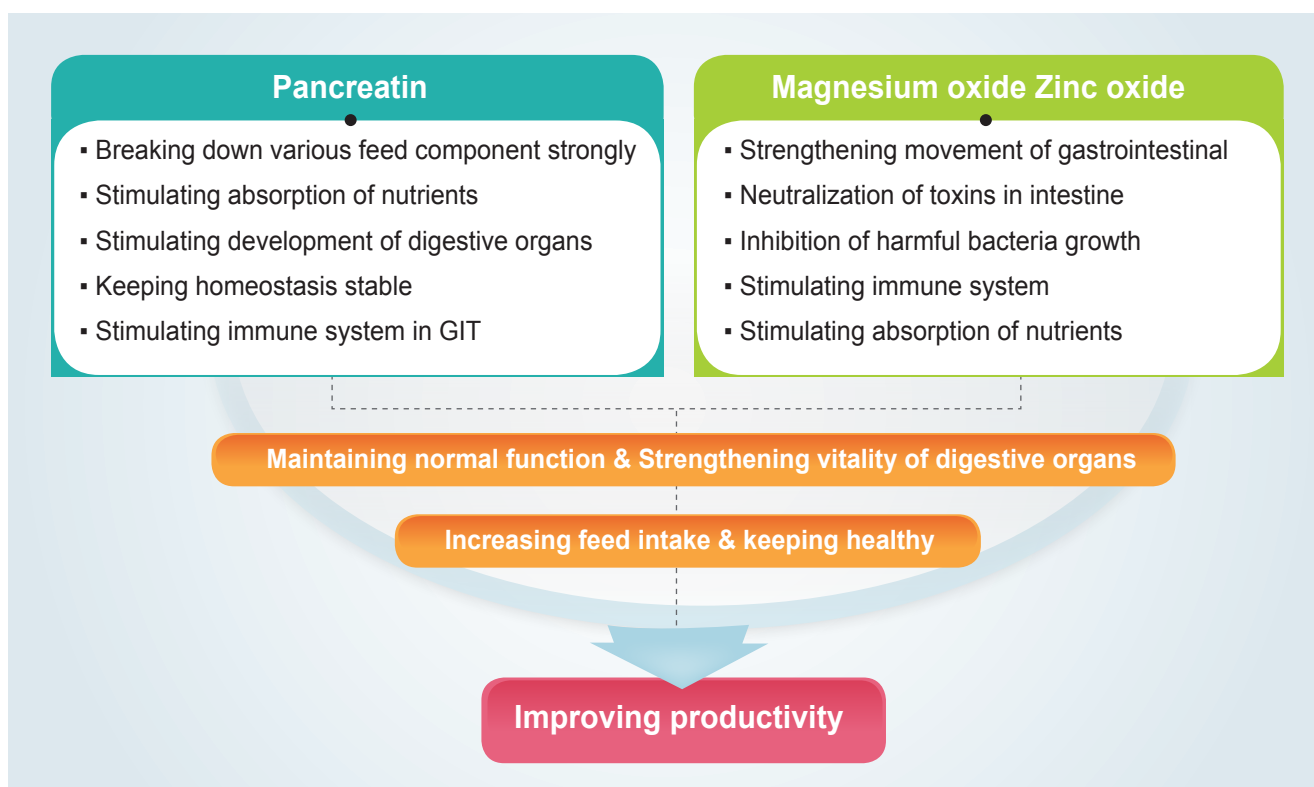 Pancreatin
▪ Breaking down various feed component strongly
▪ Stimulating absorption of nutrients
▪ Stimulating development of digestive organs
▪ Keeping homeostasis stable
▪ Stimulating immune system in GIT
Magnesium oxide Zinc oxide
▪ Strengthening movement of gastrointestinal
▪ Neutralization of toxins in intestine
▪ Inhibition of harmful bacteria growth
▪ Stimulating immune system
▪ Stimulating absorption of nutrients
Maintaining normal function & Strengthening vitality of digestive organs
Increasing feed intake & keeping healthy
Improving productivity